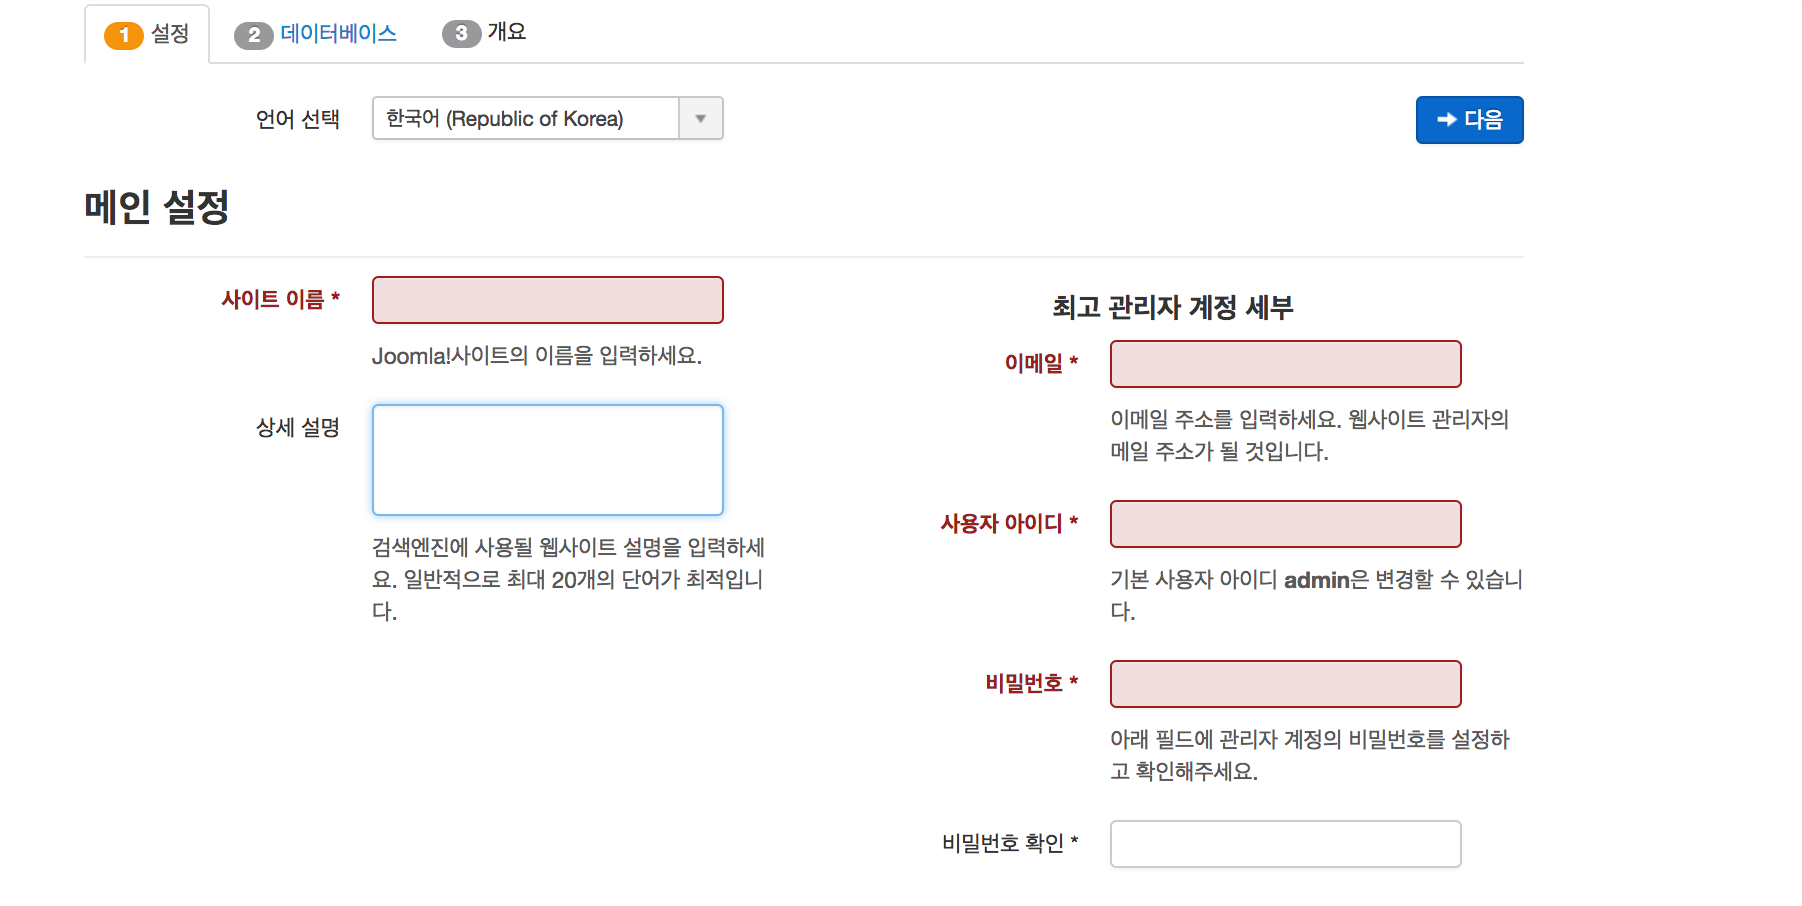 1 설정
2 데이터베이스
3 개요
언어 선택
한국어 (Republic of Korea)
다음
메인 설정
사이트 이름 *
Joomla!사이트의 이름을 입력하세요.
상세 설명
검색엔진에 사용될 웹사이트 설명을 입력하세
요. 일반적으로 최대 20개의 단어가 최적입니
다.
최고 관리자 계정 세부
이메일 *
이메일 주소를 입력하세요. 웹사이트 관리자의
메일 주소가 될 것입니다.
사용자 아이디 *
기본 사용자 아이디 admin은 변경할 수 있습니
다.
비밀번호 *
아래 필드에 관리자 계정의 비밀번호를 설정하
고 확인해주세요.
비밀번호 확인 *